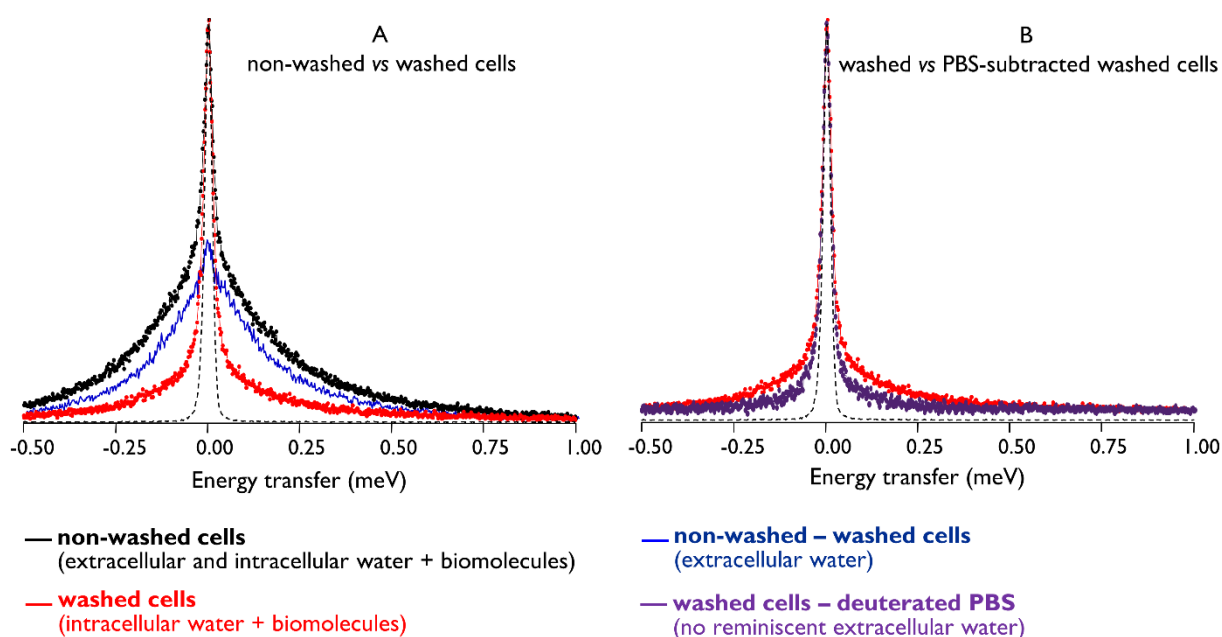 A
non-washed vs washed cells
B
washed vs PBS-subtracted washed cells
-0.50 -0.25 0.00 0.25 0.50 0.75 1.00
Energy transfer (meV)
-0.50 -0.25 0.00 0.25 0.50 0.75 1.00
Energy transfer (meV)
non-washed cells
(extracellular and intracellular water + biomolecules)
washed cells
(intracellular water + biomolecules)
non-washed – washed cells
(extracellular water)
washed cells – deuterated PBS
(no reminiscent extracellular water)